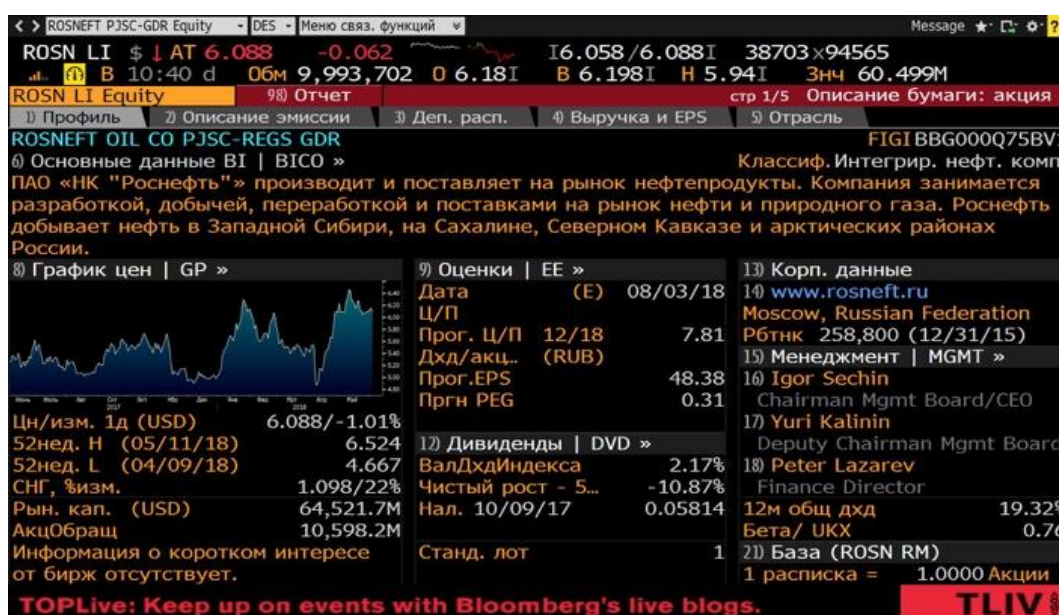 < > ROSNEFT PJSC-GDR Equity DES Меню связ. функций Message
ROSN LI $ ↓ AT 6.088 -0.062 I6.058/6.088I 38703×94565
B 10:40 d Обм 9,993,702 O 6.18I В 6.198I Н 5.94I Знч 60.499M
ROSN LI Equity 98) Отчет стр 1/5 Описание бумаги: акция
1) Профиль 2) Описание эмиссии 3) Деп. расп. 4) Выручка и EPS 5) Отрасль
ROSNEFT OIL CO PJSC-REGS GDR FIGI BBG000Q75BV
6) Основные данные BI | BICO » Классиф. Интегрир. нефт. комп
ПАО «НК "Роснефть"» производит и поставляет на рынок нефтепродукты. Компания занимается
разработкой, добычей, переработкой и поставками на рынок нефти и природного газа. Роснефть
добывает нефть в Западной Сибири, на Сахалине, Северном Кавказе и арктических районах
России.
8) График цен | GP » 9) Оценки | EE » 13) Корп. данные
Дата (E) 08/03/18 14) www.rosneft.ru
Ц/П Moscow, Russian Federation
Прог. Ц/П 12/18 7.81 Рбтнк 258,800 (12/31/15)
Дхд/акц.. (RUB) 15) Менеджмент | MGMT »
Прог.EPS 48.38 16) Igor Sechin
Пргн PEG 0.31 Chairman Mgmt Board/CEO
2017 2018
Цн/изм. 1д (USD) 6.088/-1.01% 17) Yuri Kalinin
52нед. H (05/11/18) 6.524 12) Дивиденды | DVD » Deputy Chairman Mgmt Board
52нед. L (04/09/18) 4.667 ВалДхдИндекса 2.17% 18) Peter Lazarev
СНГ, %изм. 1.098/22% Чистый рост - 5... -10.87% Finance Director
Рын. кап. (USD) 64,521.7M Нал. 10/09/17 0.05814 12м общ дхд 19.32%
АкцОбращ 10,598.2M Бета/ UKX 0.76
Информация о коротком интересе Станд. лот 1 21) База (ROSN RM)
от бирж отсутствует. 1 расписка = 1.0000 Акции
TOPLive: Keep up on events with Bloomberg's live blogs. TLIV